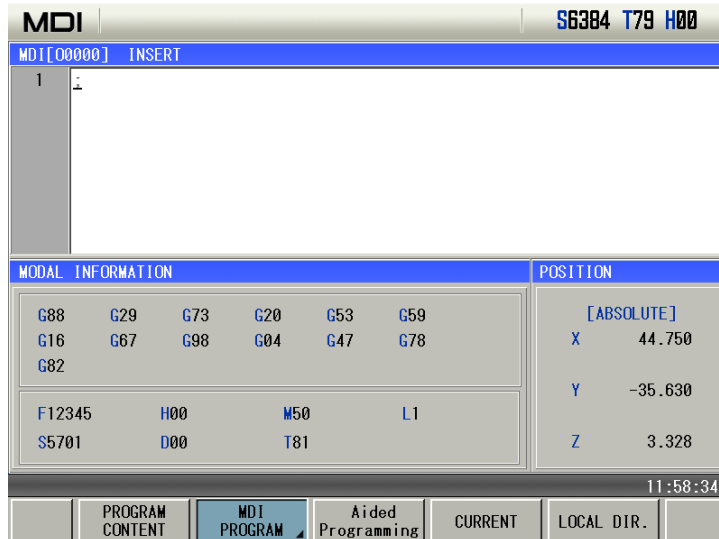 MDI S6384 T79 H00
MDI[O0000] INSERT
1 ;
MODAL INFORMATION
G88 G29 G73 G20 G53 G59
G16 G67 G98 G04 G47 G78
G82
F12345 H00 M50 L1
S5701 D00 T81
POSITION
[ABSOLUTE]
X 44.750
Y -35.630
Z 3.328
11:58:34
PROGRAM
CONTENT
MDI
PROGRAM
Aided
Programming
CURRENT
LOCAL DIR.